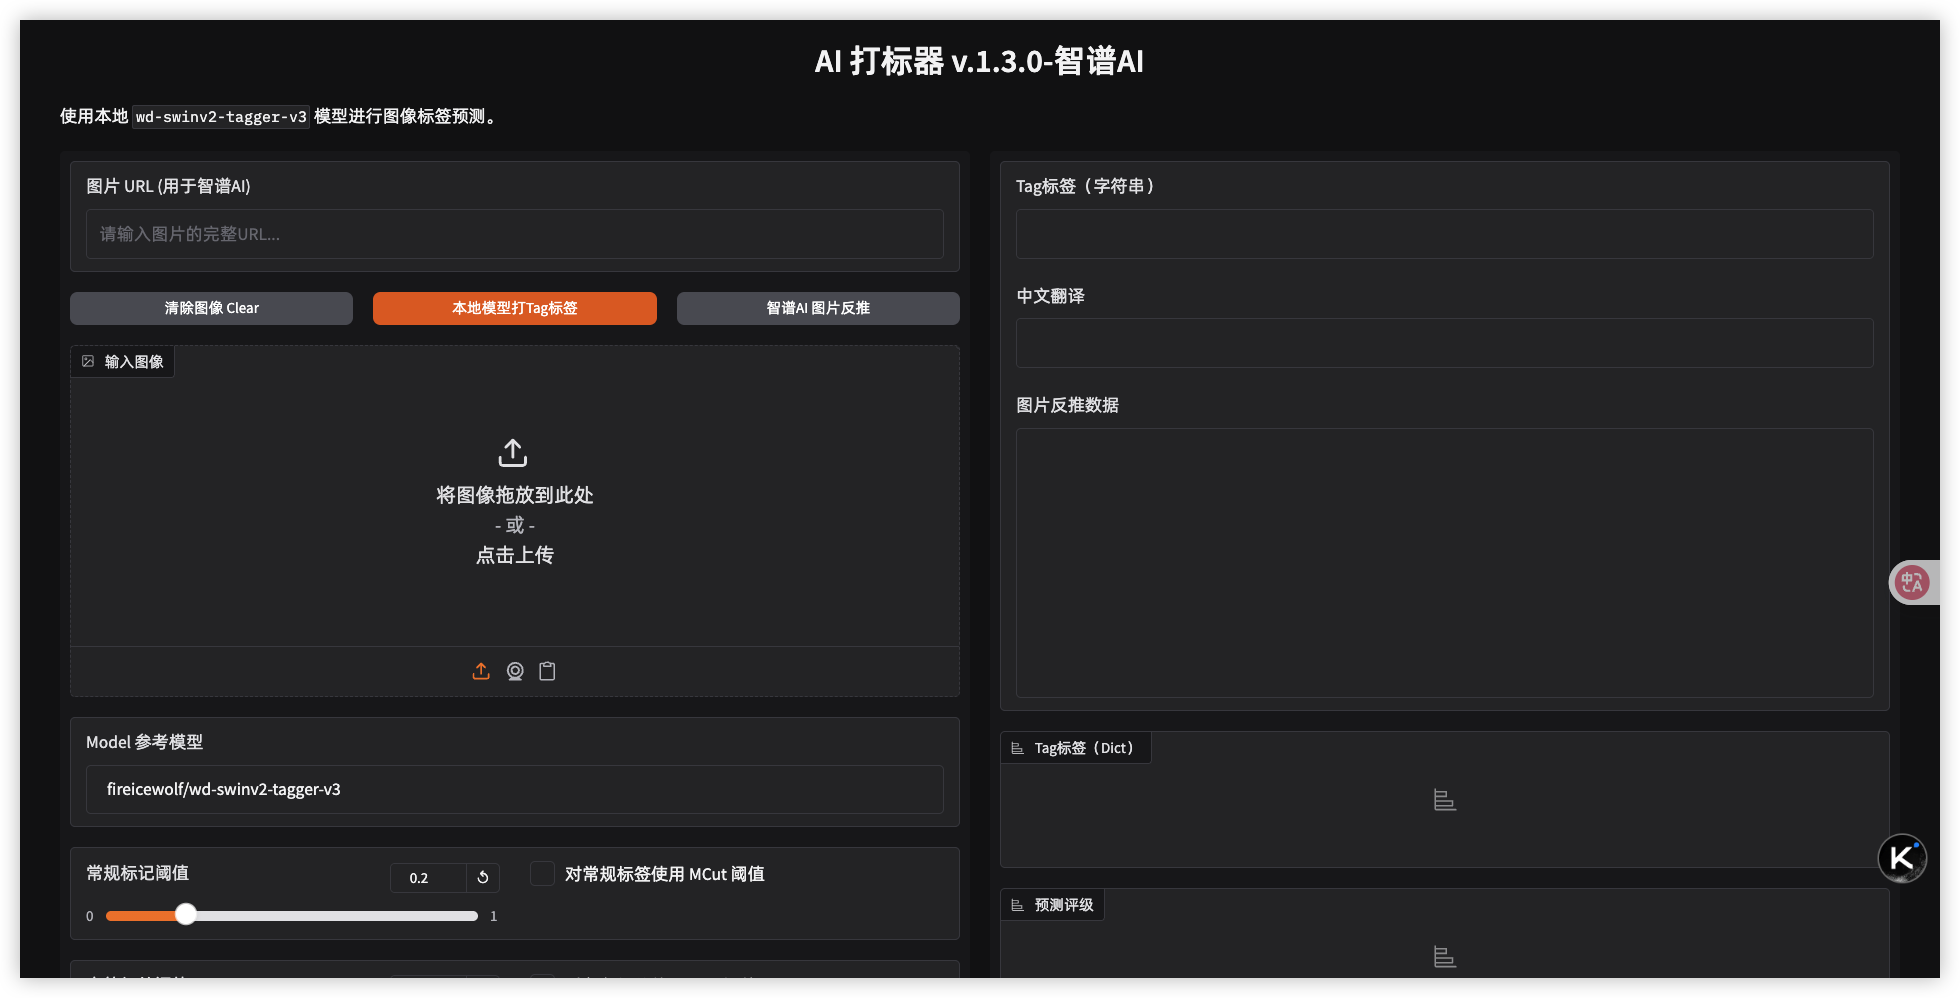 AI 打标器 v.1.3.0-智谱AI
使用本地 wd-swinv2-tagger-v3 模型进行图像标签预测。
图片 URL (用于智谱AI)
请输入图片的完整URL...
清除图像 Clear
本地模型打Tag标签
智谱AI 图片反推
输入图像
将图像拖放到此处
- 或 -
点击上传
Model 参考模型
fireicewolf/wd-swinv2-tagger-v3
常规标记阈值
0.2
对常规标签使用 MCut 阈值
0
1
Tag标签（字符串）
中文翻译
图片反推数据
Tag标签（Dict）
预测评级
中A
K